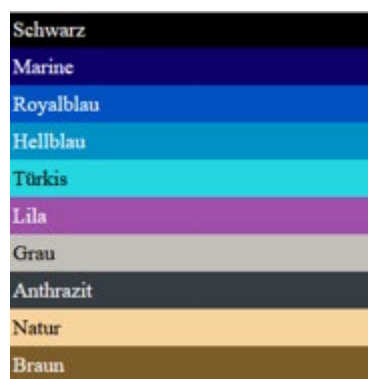 Schwarz
Marine
Royalblau
Hellblau
Türkis
Lila
Grau
Anthrazit
Natur
Braun